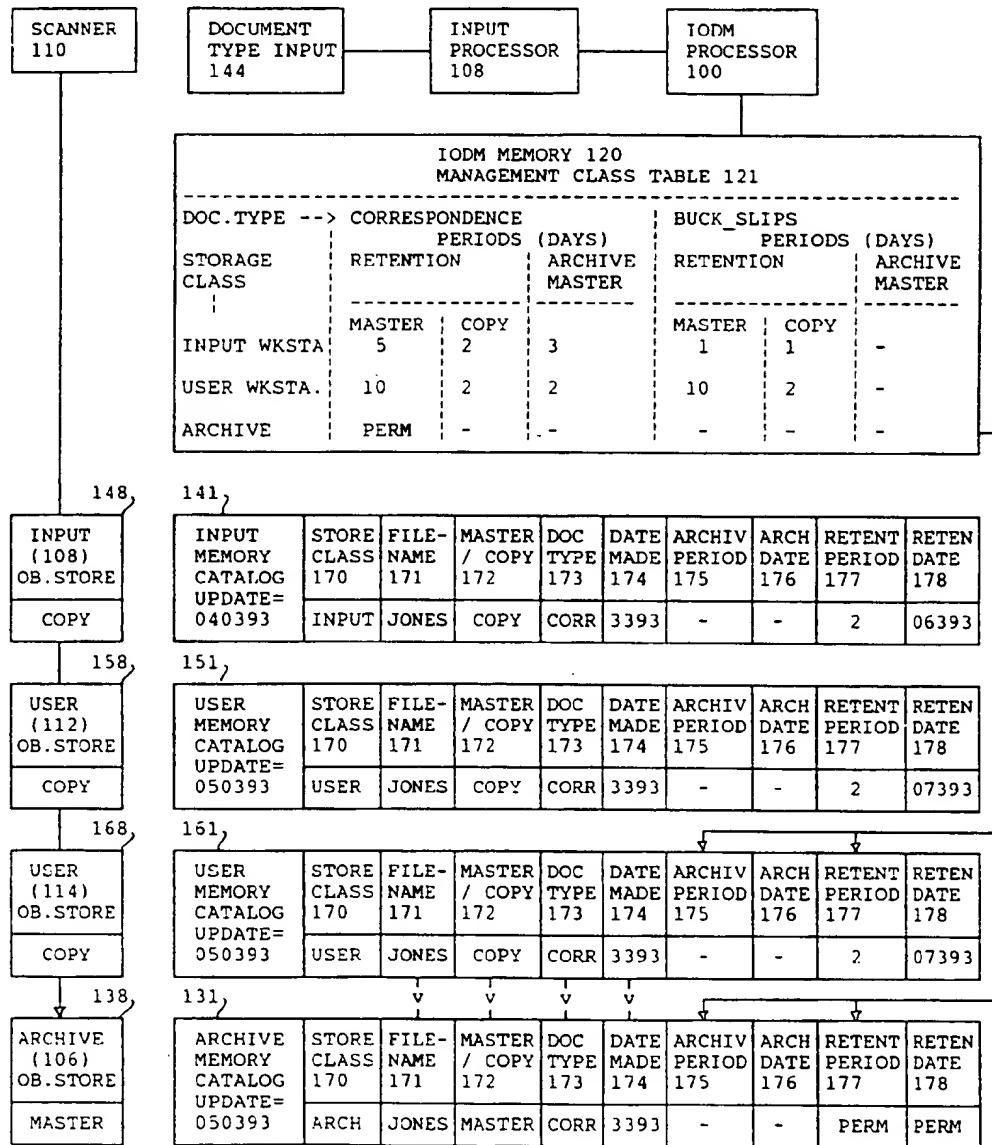 SCANNER
110
DOCUMENT
TYPE INPUT
144
INPUT
PROCESSOR
108
IODM
PROCESSOR
100
IODM MEMORY 120
MANAGEMENT CLASS TABLE 121
DOC.TYPE --> CORRESPONDENCE BUCK_SLIPS
PERIODS (DAYS) PERIODS (DAYS)
STORAGE RETENTION ARCHIVE RETENTION ARCHIVE
CLASS MASTER MASTER
MASTER COPY MASTER COPY
INPUT WKSTA 5 2 3 1 1 -
USER WKSTA. 10 2 2 10 2 -
ARCHIVE PERM - - - - -
148
INPUT
(108)
OB.STORE
COPY
141
INPUT STORE FILE- MASTER DOC DATE ARCHIV ARCH RETENT RETEN
MEMORY CLASS NAME / COPY TYPE MADE PERIOD DATE PERIOD DATE
CATALOG 170 171 172 173 174 175 176 177 178
UPDATE=
040393 INPUT JONES COPY CORR 3393 - - 2 06393
158
USER
(112)
OB.STORE
COPY
151
USER STORE FILE- MASTER DOC DATE ARCHIV ARCH RETENT RETEN
MEMORY CLASS NAME / COPY TYPE MADE PERIOD DATE PERIOD DATE
CATALOG 170 171 172 173 174 175 176 177 178
UPDATE=
050393 USER JONES COPY CORR 3393 - - 2 07393
168
USER
(114)
OB.STORE
COPY
161
USER STORE FILE- MASTER DOC DATE ARCHIV ARCH RETENT RETEN
MEMORY CLASS NAME / COPY TYPE MADE PERIOD DATE PERIOD DATE
CATALOG 170 171 172 173 174 175 176 177 178
UPDATE=
050393 USER JONES COPY CORR 3393 - - 2 07393
138
ARCHIVE
(106)
OB.STORE
MASTER
131
ARCHIVE STORE FILE- MASTER DOC DATE ARCHIV ARCH RETENT RETEN
MEMORY CLASS NAME / COPY TYPE MADE PERIOD DATE PERIOD DATE
CATALOG 170 171 172 173 174 175 176 177 178
UPDATE=
050393 ARCH JONES MASTER CORR 3393 - - PERM PERM